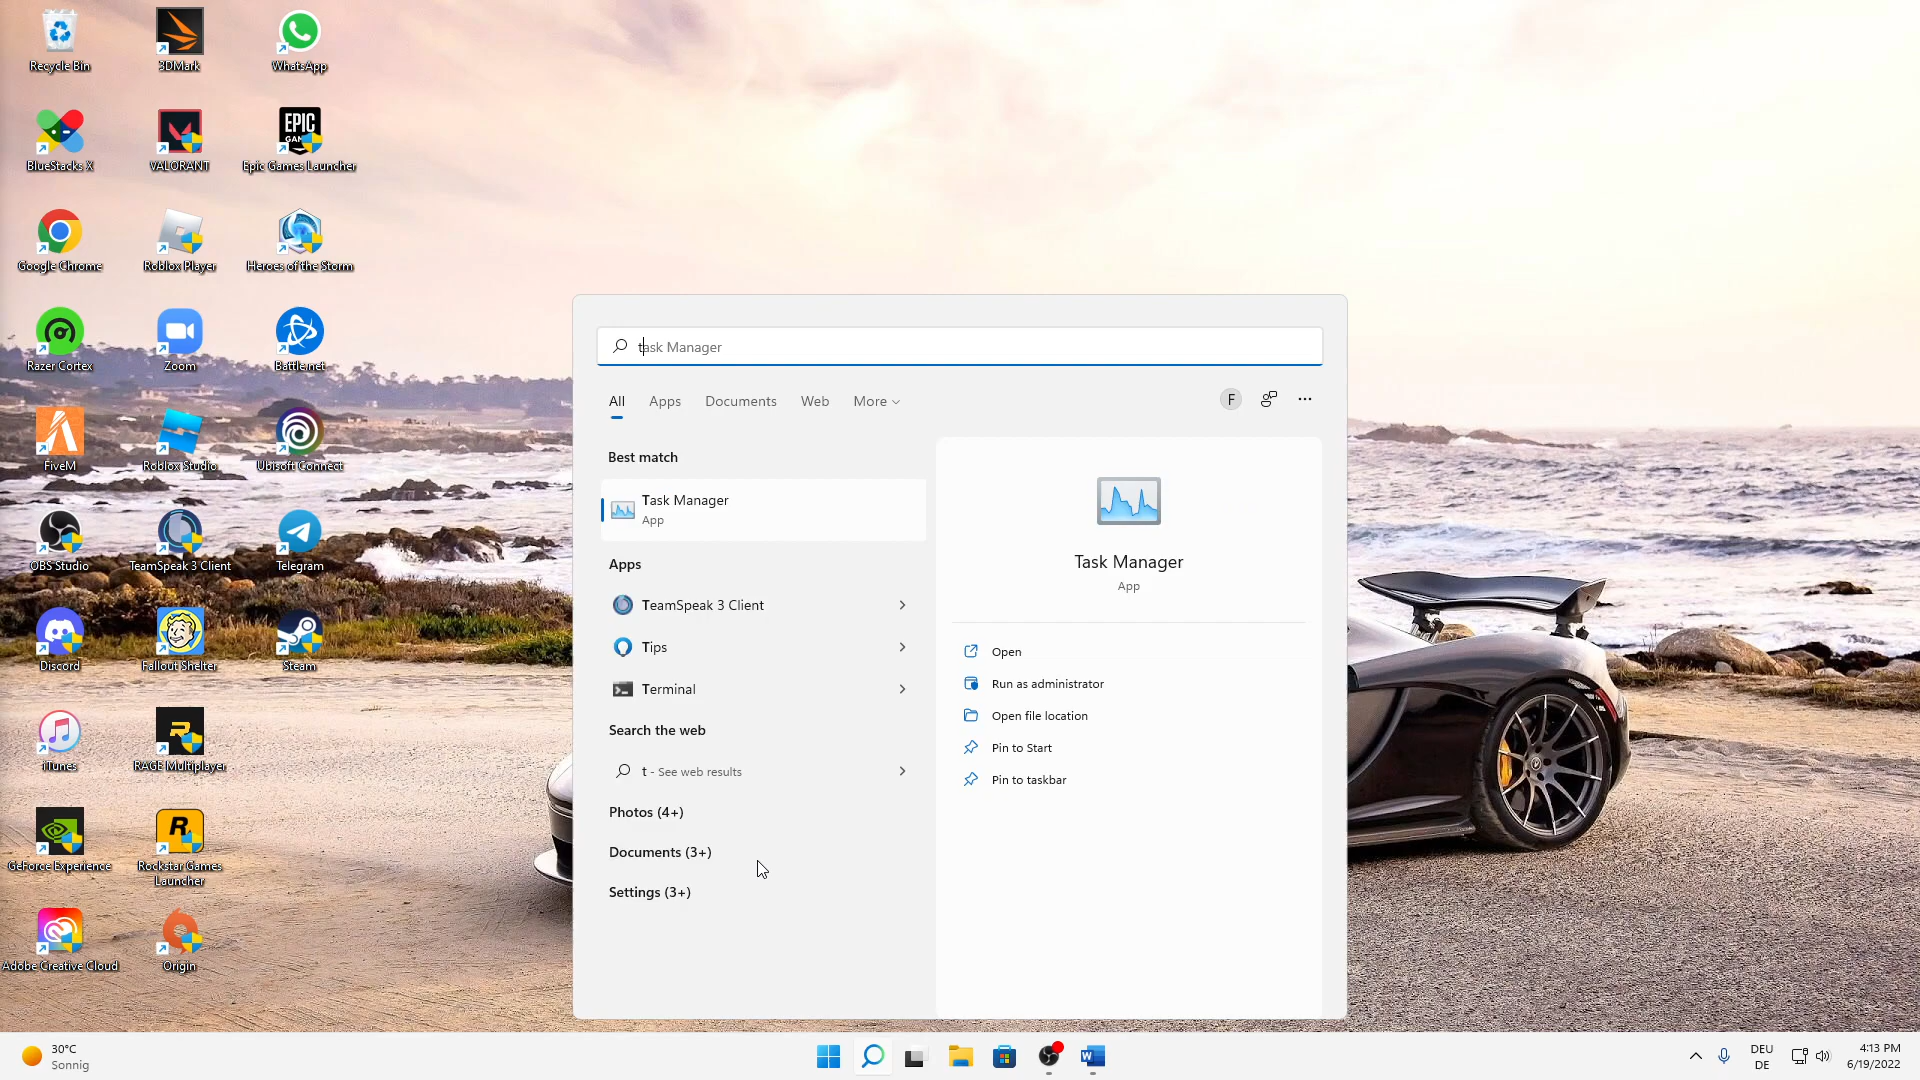 Recycle Bin
3DMark
WhatsApp
BlueStacks X
VALORANT
EPIC
GAMES
Epic Games Launcher
Google Chrome
Roblox Player
Heroes of the Storm
Razer Cortex
Zoom
Battle.net
FiveM
Roblox Studio
Ubisoft Connect
OBS Studio
TeamSpeak 3 Client
Telegram
Discord
Fallout Shelter
Steam
iTunes
RAGE Multiplayer
GeForce Experience
Rockstar Games
Launcher
Adobe Creative Cloud
Origin
task Manager
All
Apps
Documents
Web
More
F
Best match
Task Manager
App
Apps
TeamSpeak 3 Client
Tips
Terminal
Search the web
t - See web results
Photos (4+)
Documents (3+)
Settings (3+)
Task Manager
App
Open
Run as administrator
Open file location
Pin to Start
Pin to taskbar
30°C
Sonnig
W
DEU
DE
4:13 PM
6/19/2022